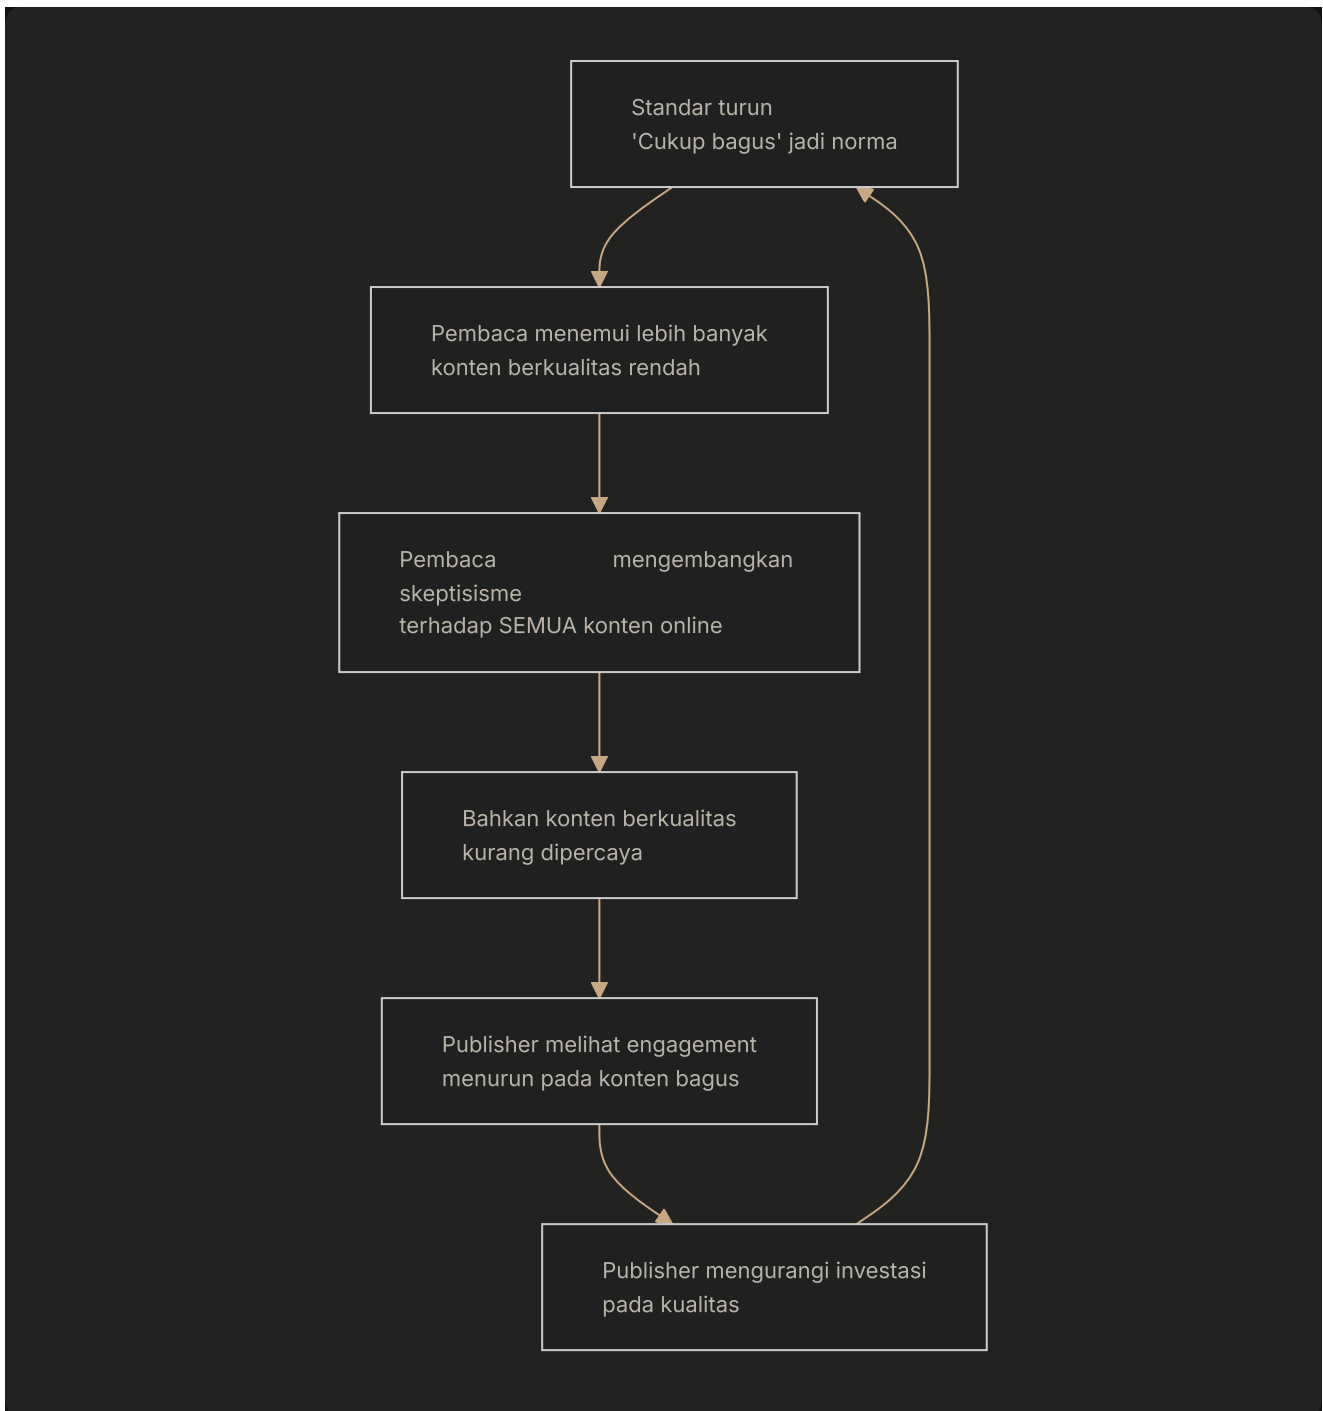 Standar turun
'Cukup bagus' jadi norma
Pembaca menemui lebih banyak
konten berkualitas rendah
Pembaca mengembangkan
skeptisisme
terhadap SEMUA konten online
Bahkan konten berkualitas
kurang dipercaya
Publisher melihat engagement
menurun pada konten bagus
Publisher mengurangi investasi
pada kualitas